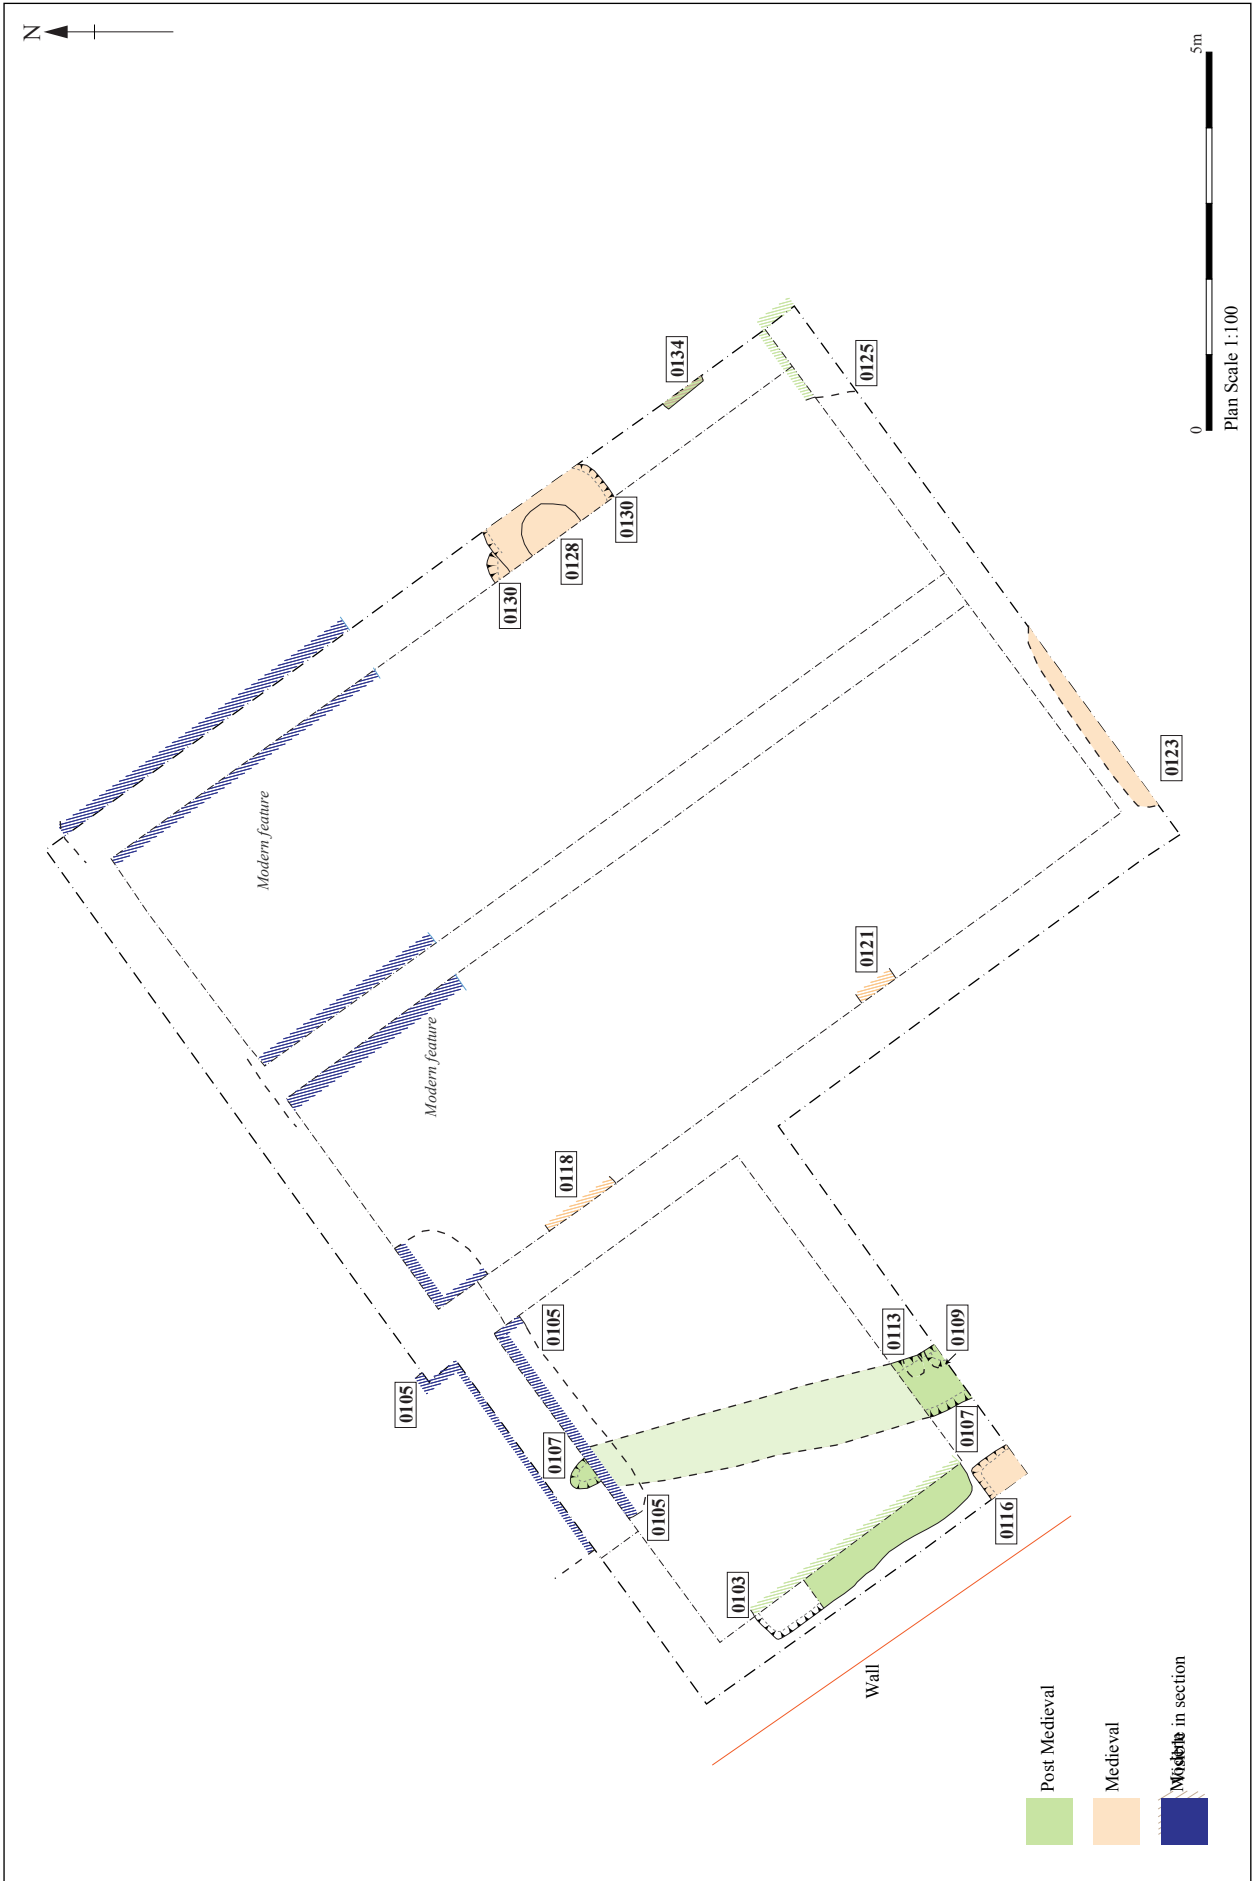 N
5m
0
Plan Scale 1:100
0134
0125
0130
0128
0130
Modern feature
0123
0121
Modern feature
0118
0105
0105
0113
0109
0107
0107
0105
0116
0103
Wall
Post Medieval
Medieval
Modern
Visible in section